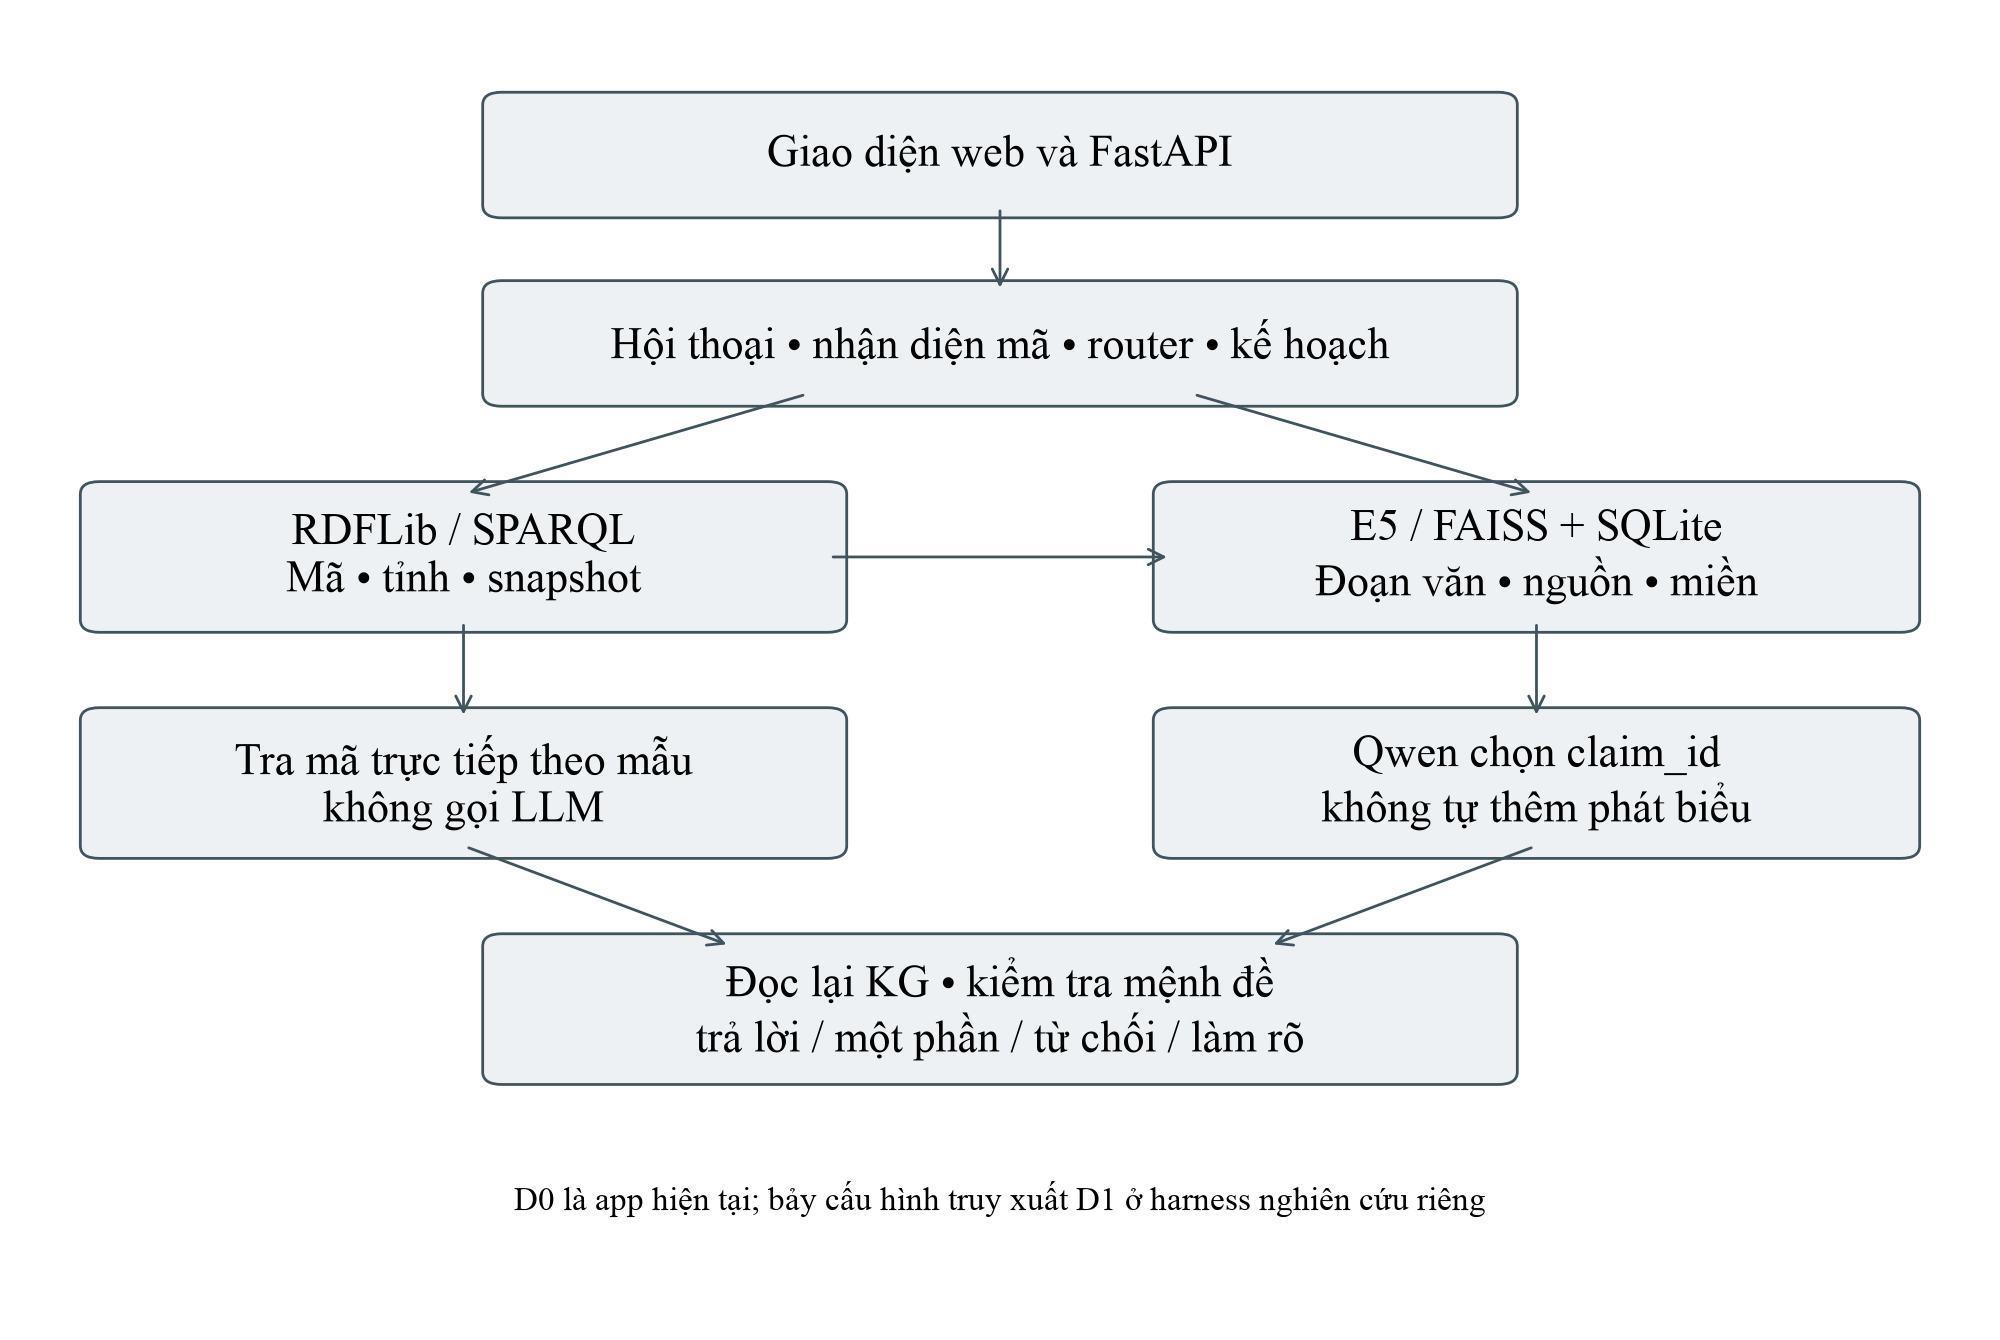 Giao diện web và FastAPI
Hội thoại • nhận diện mã • router • kế hoạch
RDFLib / SPARQL
Mã • tỉnh • snapshot
E5 / FAISS + SQLite
Đoạn văn • nguồn • miền
Tra mã trực tiếp theo mẫu
không gọi LLM
Qwen chọn claim_id
không tự thêm phát biểu
Đọc lại KG • kiểm tra mệnh đề
trả lời / một phần / từ chối / làm rõ
D0 là app hiện tại; bảy cấu hình truy xuất D1 ở harness nghiên cứu riêng